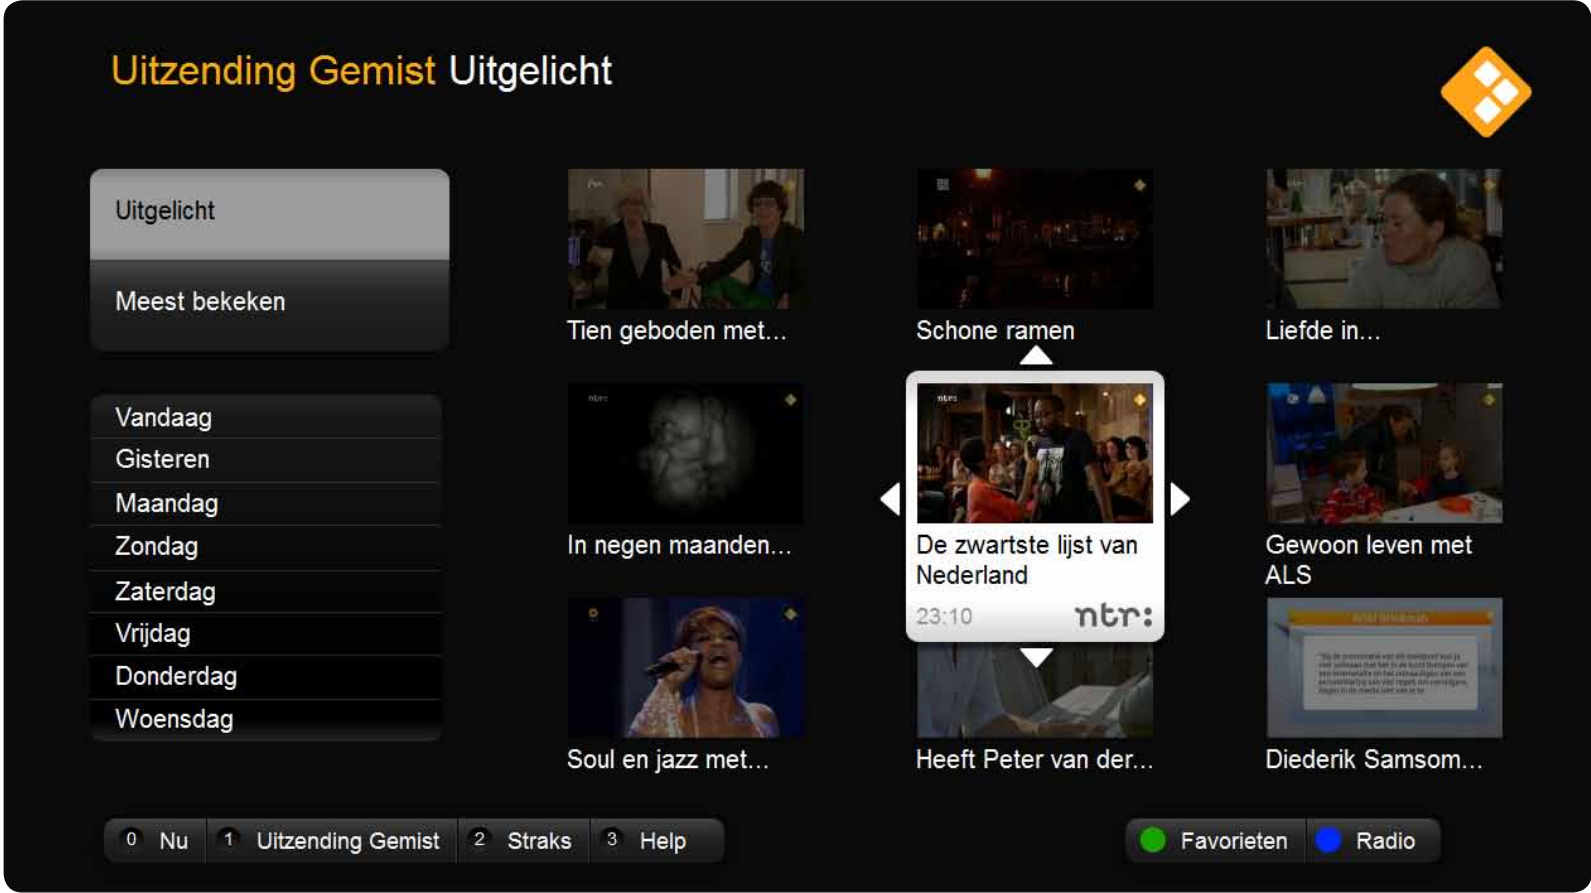 Uitzending Gemist Uitgelicht
Uitgelicht
Meest bekeken
Vandaag
Gisteren
Maandag
Zondag
Zaterdag
Vrijdag
Donderdag
Woensdag
Tien geboden met...
Schone ramen
Liefde in...
ntr:
In negen maanden...
ntr:
De zwartste lijst van
Nederland
23:10 ntr:
Gewoon leven met
ALS
Soul en jazz met...
Heeft Peter van der...
Diederik Samsom...
0 Nu 1 Uitzending Gemist 2 Straks 3 Help
Favorieten Radio